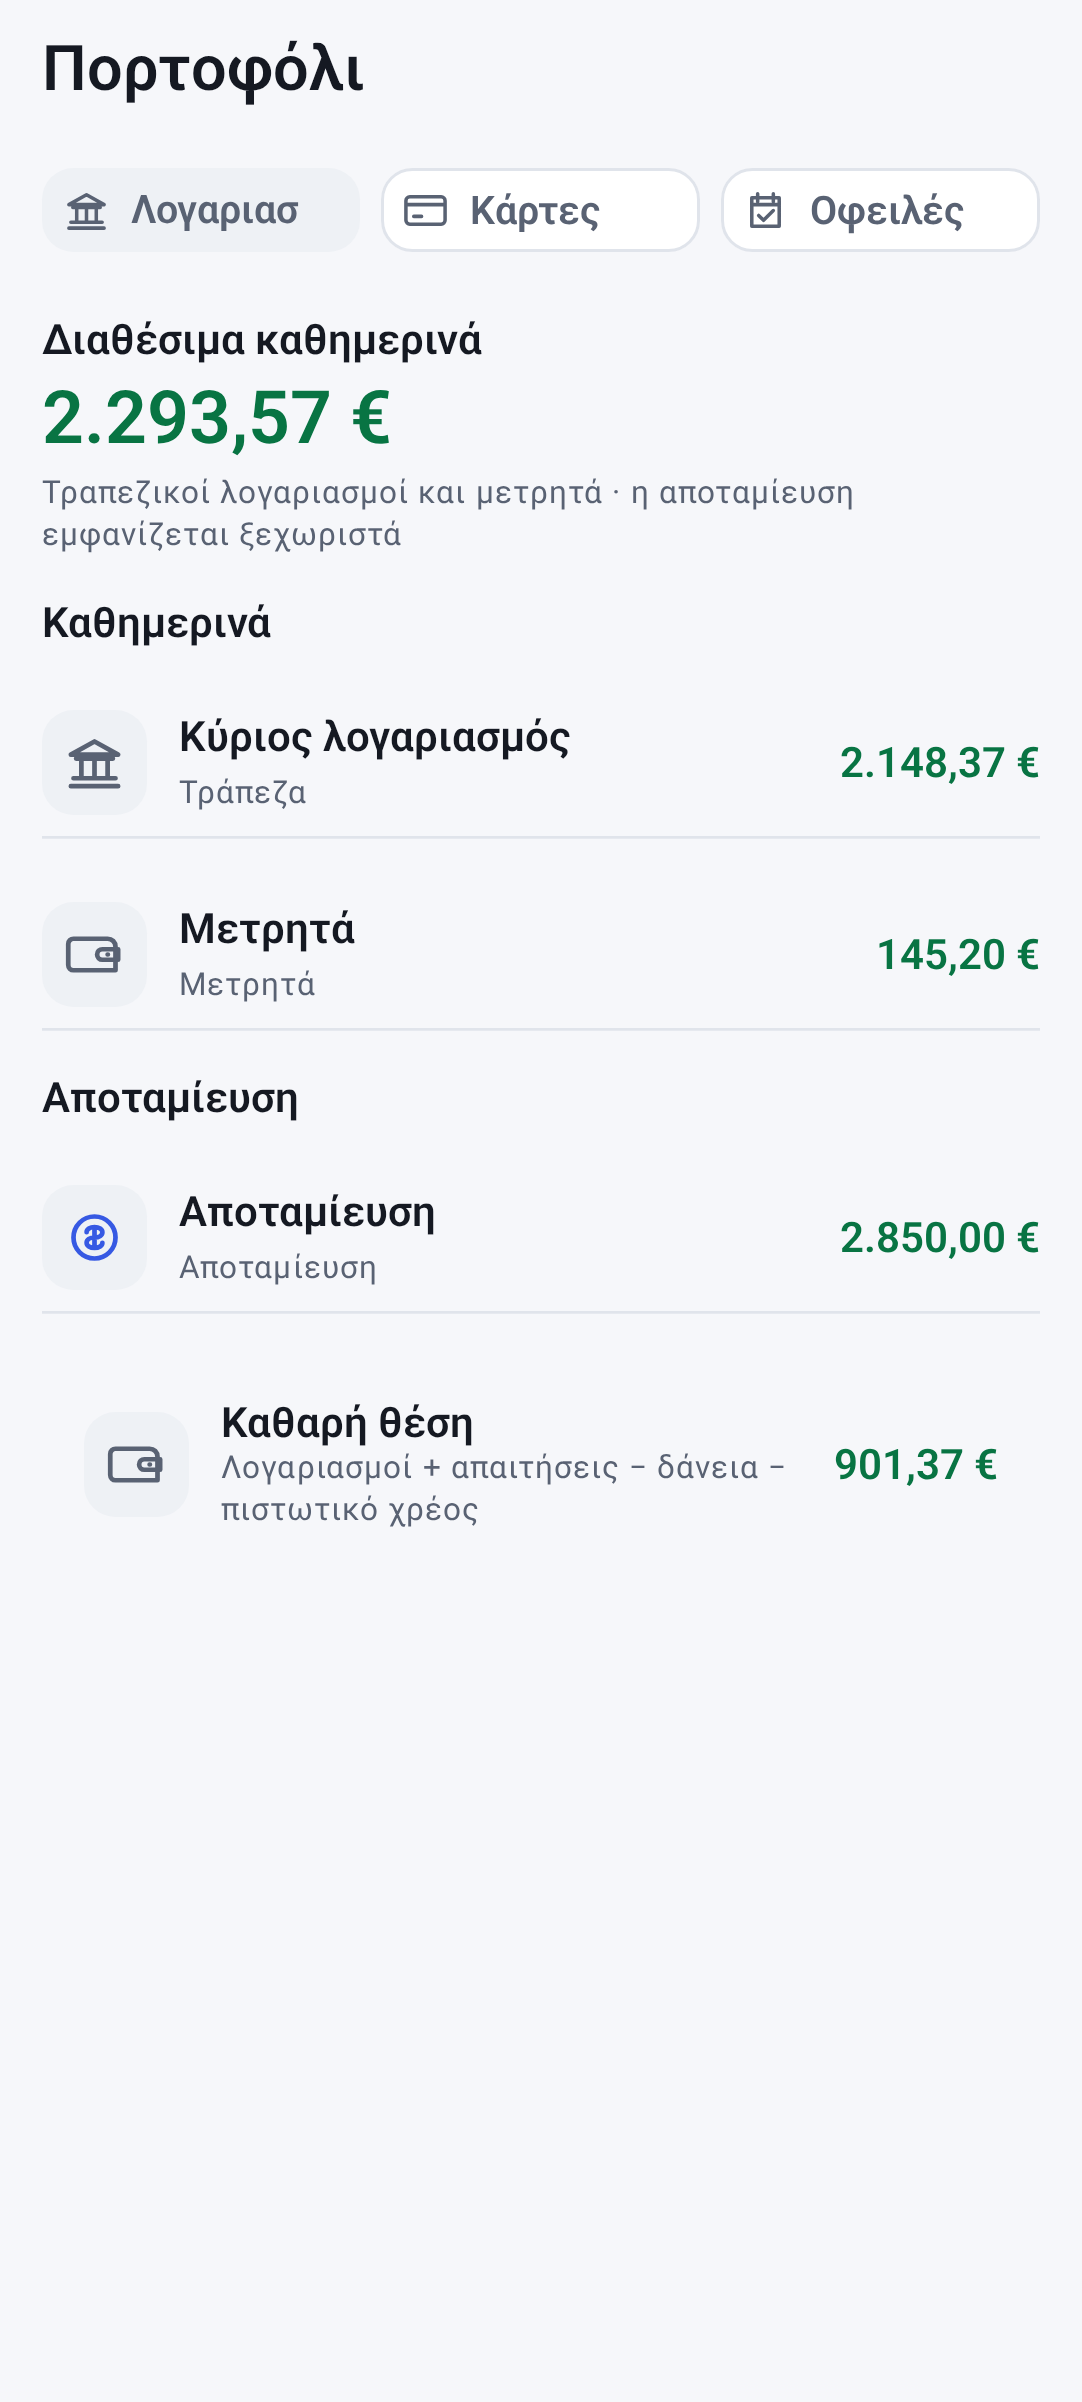 Πορτοφόλι
Λογαριασ
Κάρτες
Οφειλές
Διαθέσιμα καθημερινά
2.293,57 €
Τραπεζικοί λογαριασμοί και μετρητά · η αποταμίευση
εμφανίζεται ξεχωριστά
Καθημερινά
Κύριος λογαριασμός
2.148,37 €
Τράπεζα
Μετρητά
145,20 €
Μετρητά
Αποταμίευση
Αποταμίευση
2.850,00 €
Αποταμίευση
Καθαρή θέση
Λογαριασμοί + απαιτήσεις − δάνεια −
901,37 €
πιστωτικό χρέος